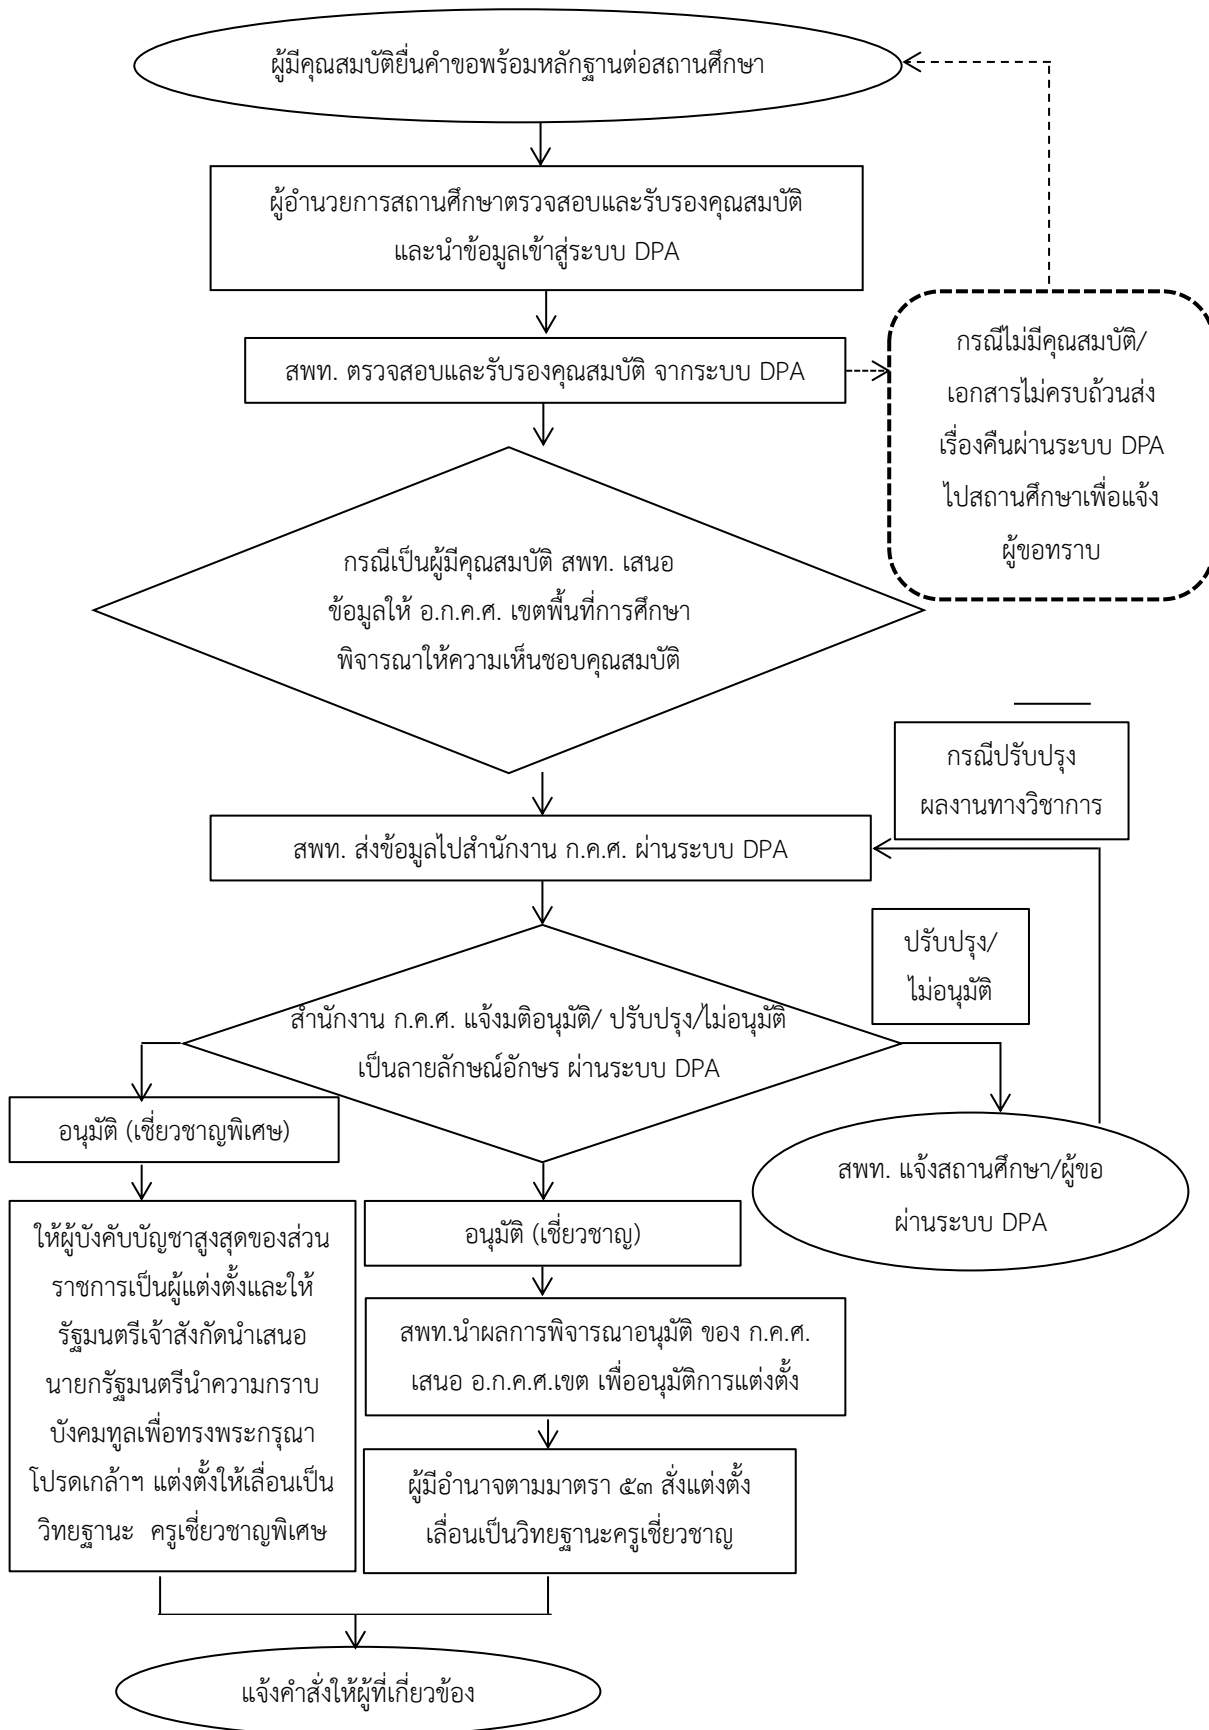 ผู้มีคุณสมบัติยื่นคำขอพร้อมหลักฐานต่อสถานศึกษา
ผู้อำนวยการสถานศึกษาตรวจสอบและรับรองคุณสมบัติ
และนำข้อมูลเข้าสู่ระบบ DPA
สพท. ตรวจสอบและรับรองคุณสมบัติ จากระบบ DPA
กรณีไม่มีคุณสมบัติ/
เอกสารไม่ครบถ้วนส่ง
เรื่องคืนผ่านระบบ DPA
ไปสถานศึกษาเพื่อแจ้ง
ผู้ขอทราบ
กรณีเป็นผู้มีคุณสมบัติ สพท. เสนอ
ข้อมูลให้ อ.ก.ค.ศ. เขตพื้นที่การศึกษา
พิจารณาให้ความเห็นชอบคุณสมบัติ
กรณีปรับปรุง
ผลงานทางวิชาการ
สพท. ส่งข้อมูลไปสำนักงาน ก.ค.ศ. ผ่านระบบ DPA
ปรับปรุง/
ไม่อนุมัติ
สำนักงาน ก.ค.ศ. แจ้งมติอนุมัติ/ ปรับปรุง/ไม่อนุมัติ
เป็นลายลักษณ์อักษร ผ่านระบบ DPA
อนุมัติ (เชี่ยวชาญพิเศษ)
สพท. แจ้งสถานศึกษา/ผู้ขอ
ผ่านระบบ DPA
ให้ผู้บังคับบัญชาสูงสุดของส่วน
ราชการเป็นผู้แต่งตั้งและให้
รัฐมนตรีเจ้าสังกัดนำเสนอ
นายกรัฐมนตรีนำความกราบ
บังคมทูลเพื่อทรงพระกรุณา
โปรดเกล้าฯ แต่งตั้งให้เลื่อนเป็น
วิทยฐานะ ครูเชี่ยวชาญพิเศษ
อนุมัติ (เชี่ยวชาญ)
สพท.นำผลการพิจารณาอนุมัติ ของ ก.ค.ศ.
เสนอ อ.ก.ค.ศ.เขต เพื่ออนุมัติการแต่งตั้ง
ผู้มีอำนาจตามมาตรา ๕๓ สั่งแต่งตั้ง
เลื่อนเป็นวิทยฐานะครูเชี่ยวชาญ
แจ้งคำสั่งให้ผู้ที่เกี่ยวข้อง